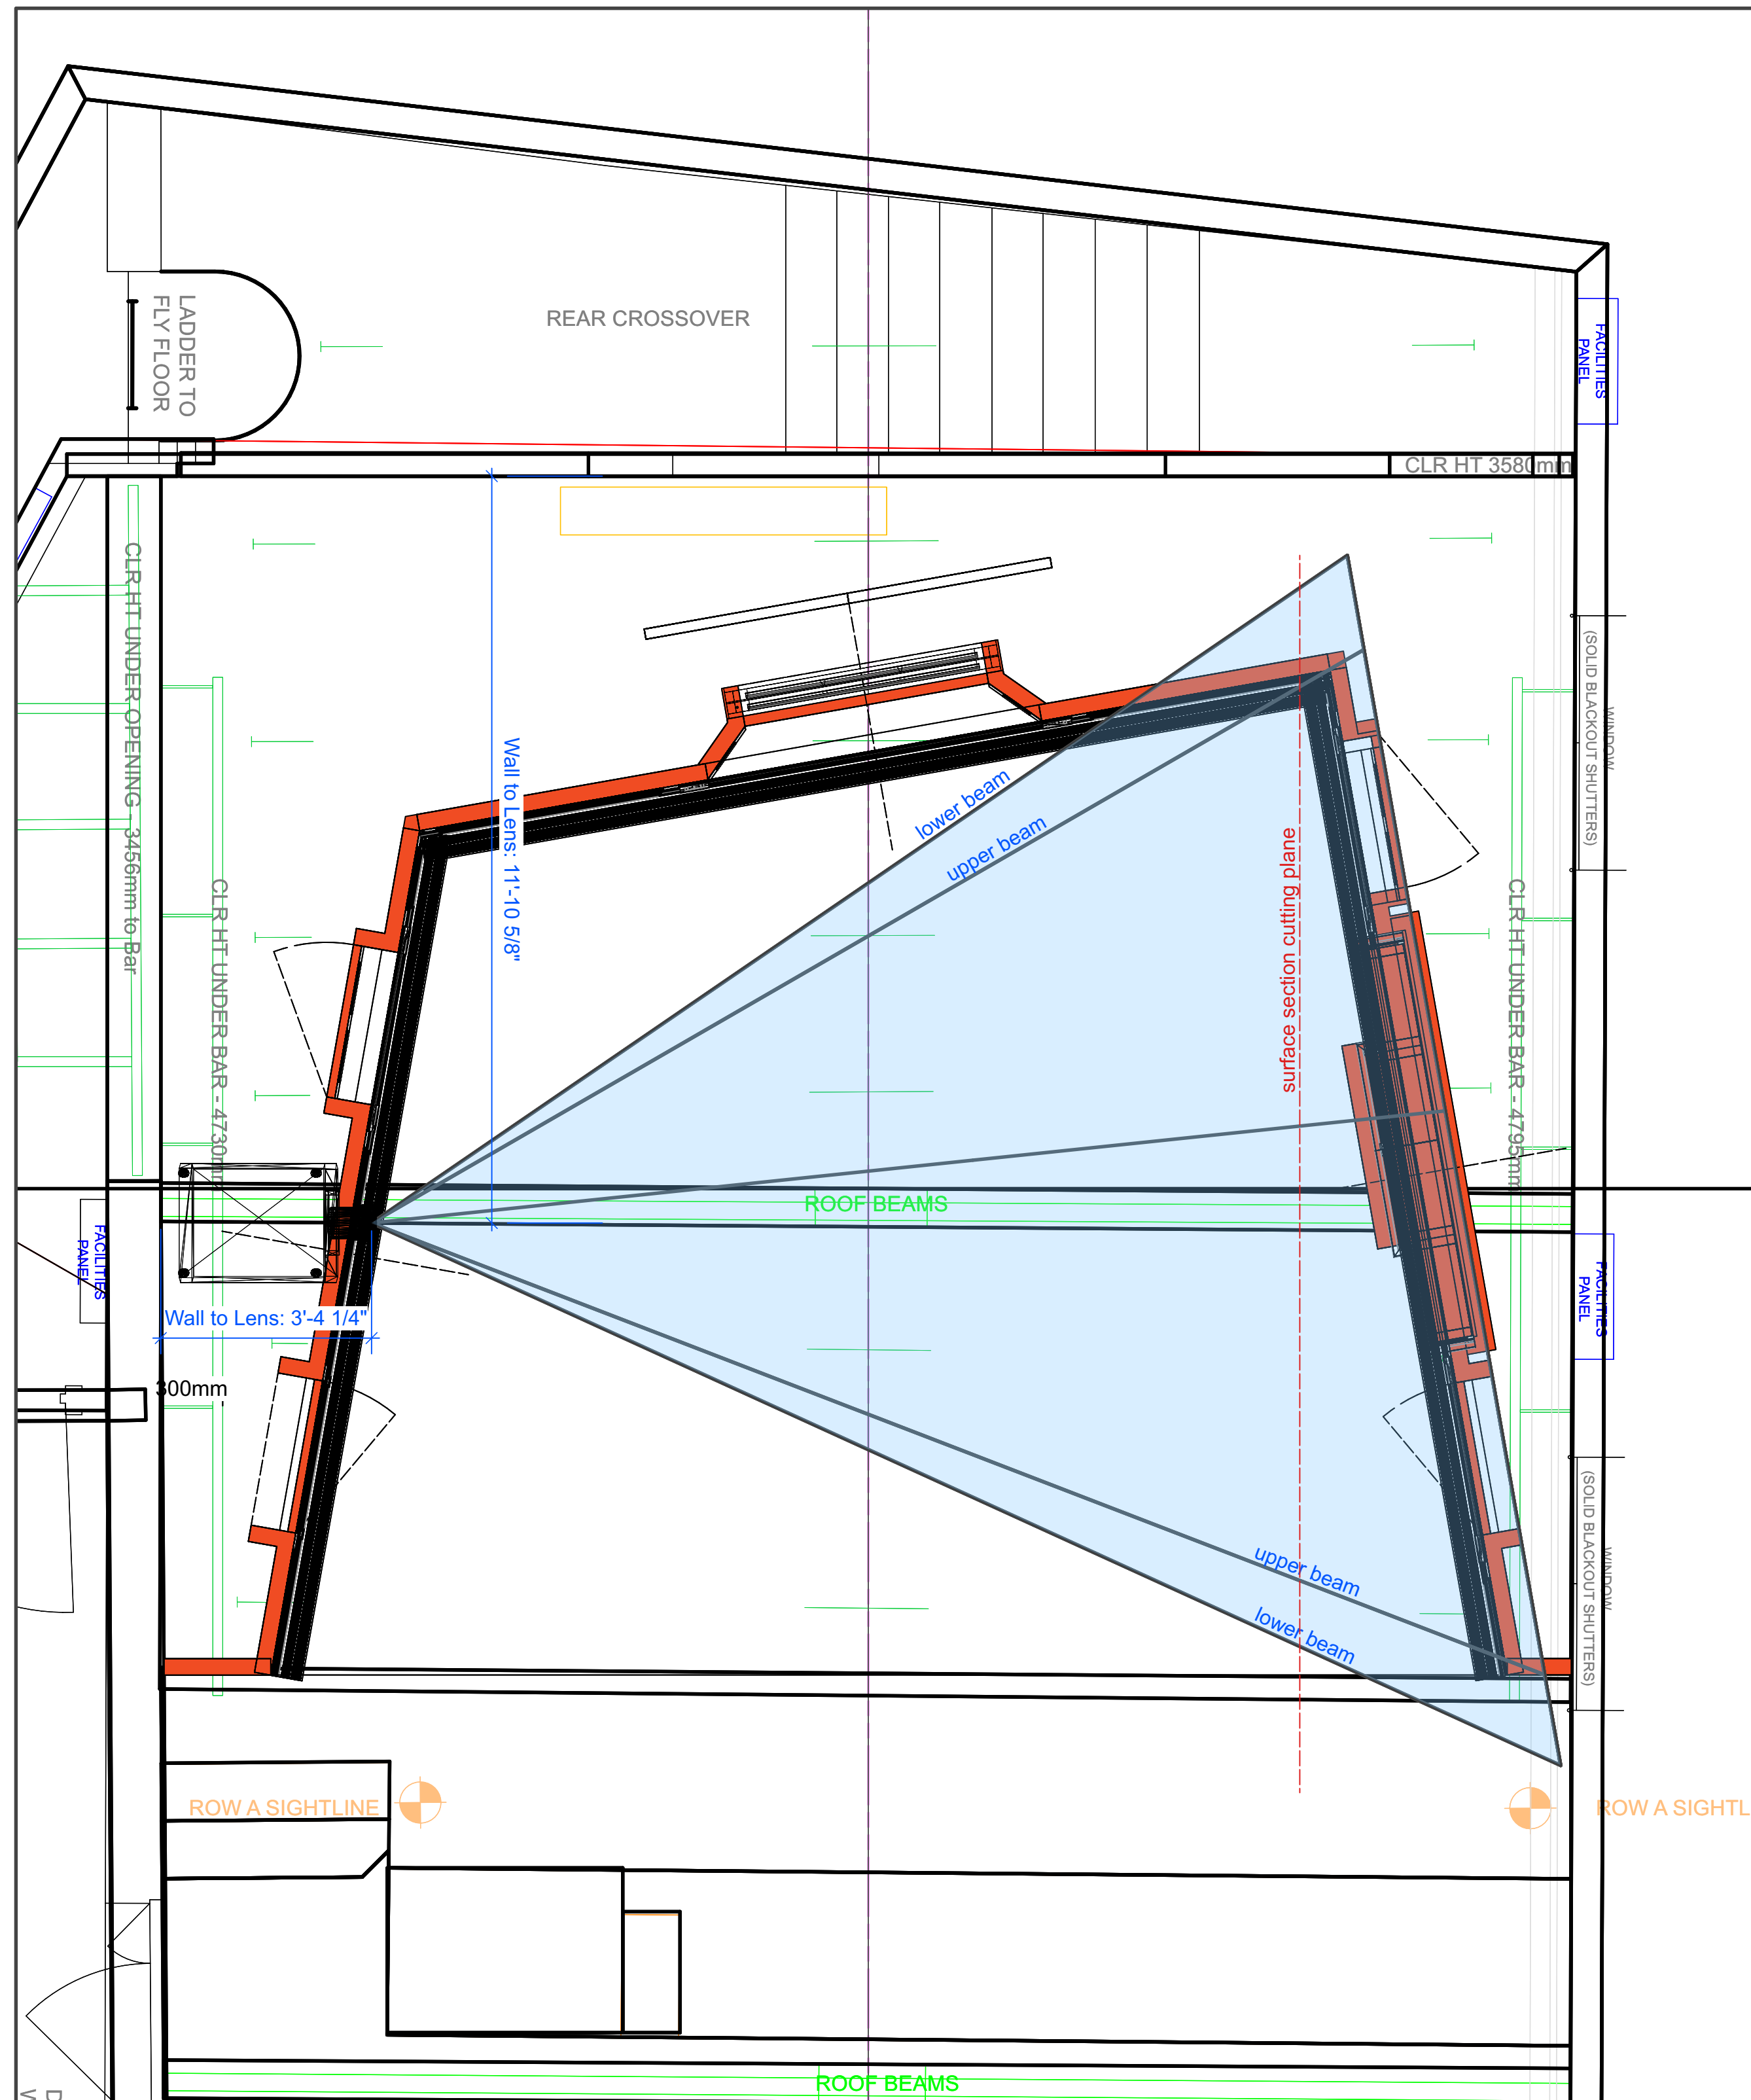 REAR CROSSOVER
LADDER TO
FLY FLOOR
FACILITIES
PANEL
CLR HT 3580mm
CLR HT UNDER OPENING - 3456mm to Bar
CLR HT UNDER BAR - 4730m
Wall to Lens: 11'-10 5/8"
lower beam
upper beam
surface section cutting plane
CLR HT UNDER BAR - 4795mm
WINDOW
(SOLID BLACKOUT SHUTTERS)
ROOF BEAMS
FACILITIES
PANEL
FACILITIES
PANEL
Wall to Lens: 3'-4 1/4"
300mm
upper beam
lower beam
WINDOW
(SOLID BLACKOUT SHUTTERS)
ROW A SIGHTLINE
ROW A SIGHTL
ROOF BEAMS